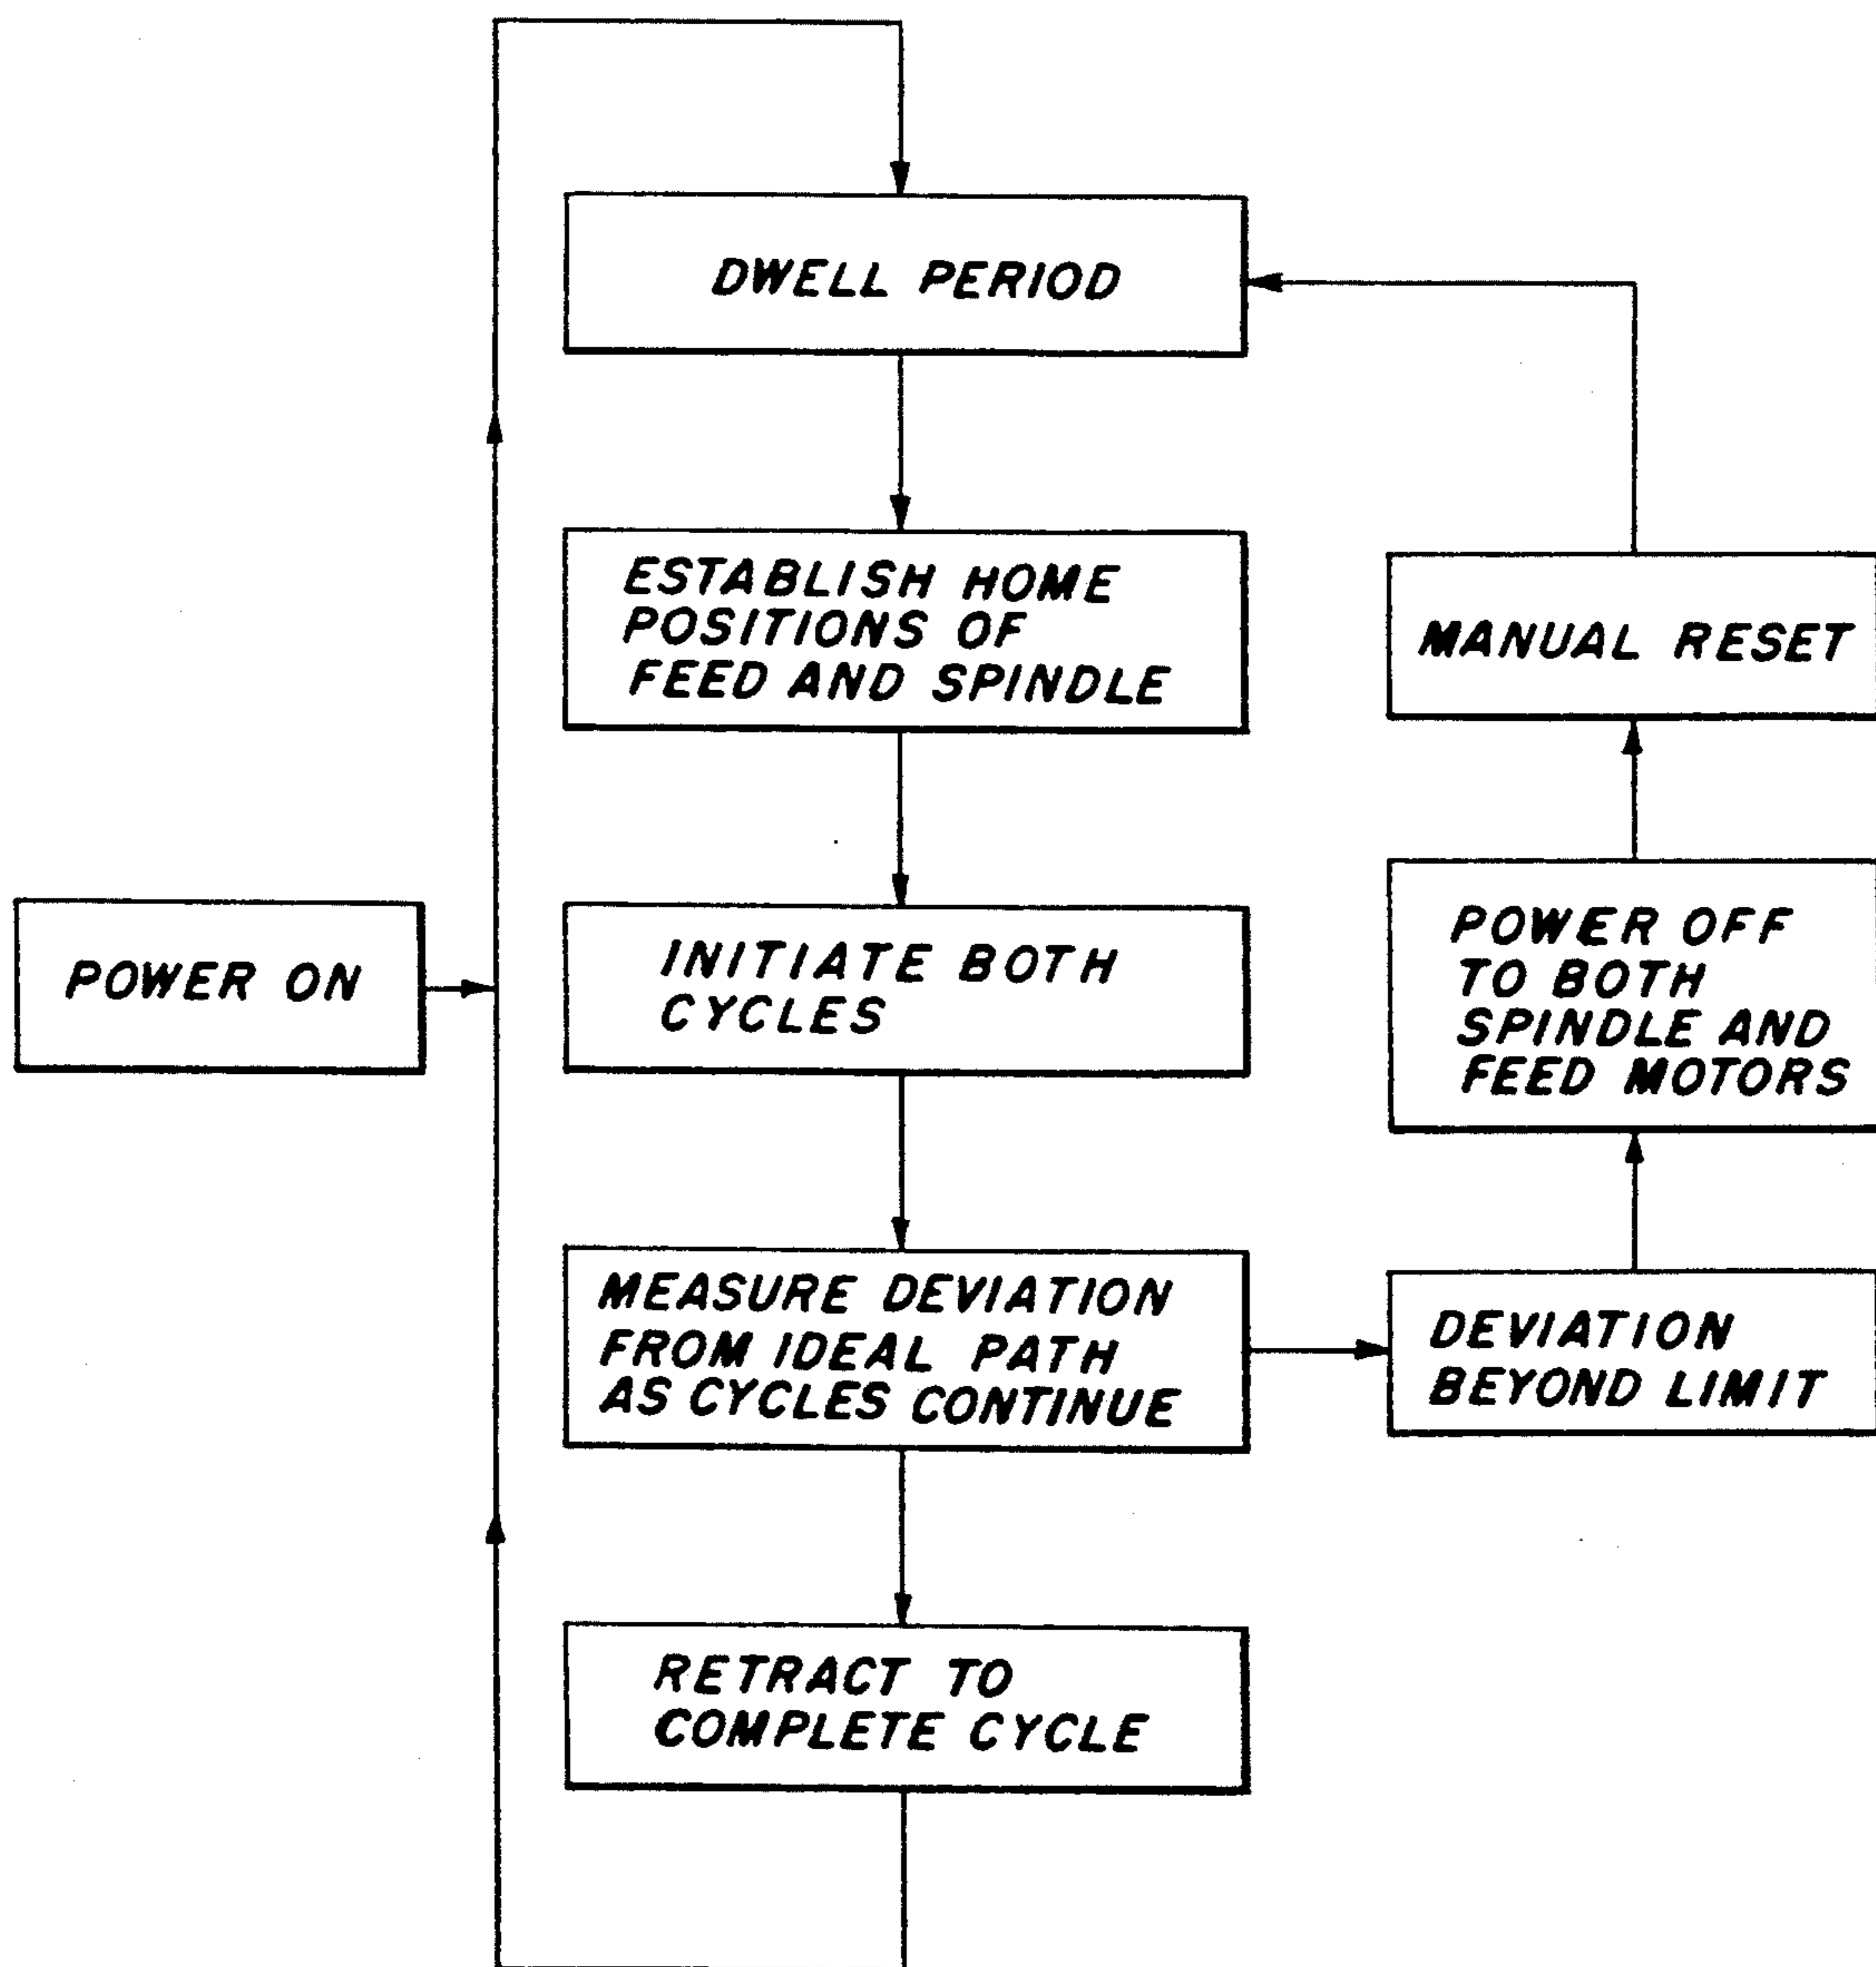 DWELL PERIOD
ESTABLISH HOME
POSITIONS OF
FEED AND SPINDLE
MANUAL RESET
POWER ON
INITIATE BOTH
CYCLES
POWER OFF
TO BOTH
SPINDLE AND
FEED MOTORS
MEASURE DEVIATION
FROM IDEAL PATH
AS CYCLES CONTINUE
DEVIATION
BEYOND LIMIT
RETRACT TO
COMPLETE CYCLE